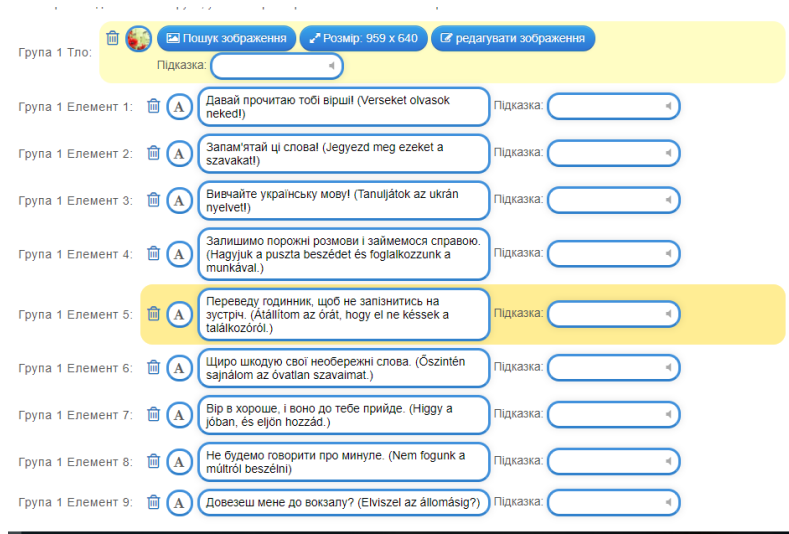 Група 1 Тло:
Пошук зображення
Розмір: 959 x 640
редагувати зображення
Підказка:
Група 1 Елемент 1:
A
Давай прочитаю тобі вірші! (Verseket olvasok
neked!)
Підказка:
Група 1 Елемент 2:
A
Запам'ятай ці слова! (Jegyezd meg ezeket a
szavakat!)
Підказка:
Група 1 Елемент 3:
A
Вивчайте українську мову! (Tanuljátok az ukrán
nyelvet!)
Підказка:
Група 1 Елемент 4:
A
Залишимо порожні розмови і займемося справою.
(Hagyjuk a puszta beszédet és foglalkozzunk a
munkával.)
Підказка:
Група 1 Елемент 5:
A
Переведу годинник, щоб не запізнитись на
зустріч. (Átállítom az órát, hogy el ne késsek a
találkozóról.)
Підказка:
Група 1 Елемент 6:
A
Щиро шкодую свої необережні слова. (Őszintén
sajnálom az óvatlan szavaimat.)
Підказка:
Група 1 Елемент 7:
A
Вір в хороше, і воно до тебе прийде. (Higgy a
jóban, és eljön hozzád.)
Підказка:
Група 1 Елемент 8:
A
Не будемо говорити про минуле. (Nem fogunk a
múltról beszélni)
Підказка:
Група 1 Елемент 9:
A
Довезеш мене до вокзалу? (Elviszel az állomásig?)
Підказка: